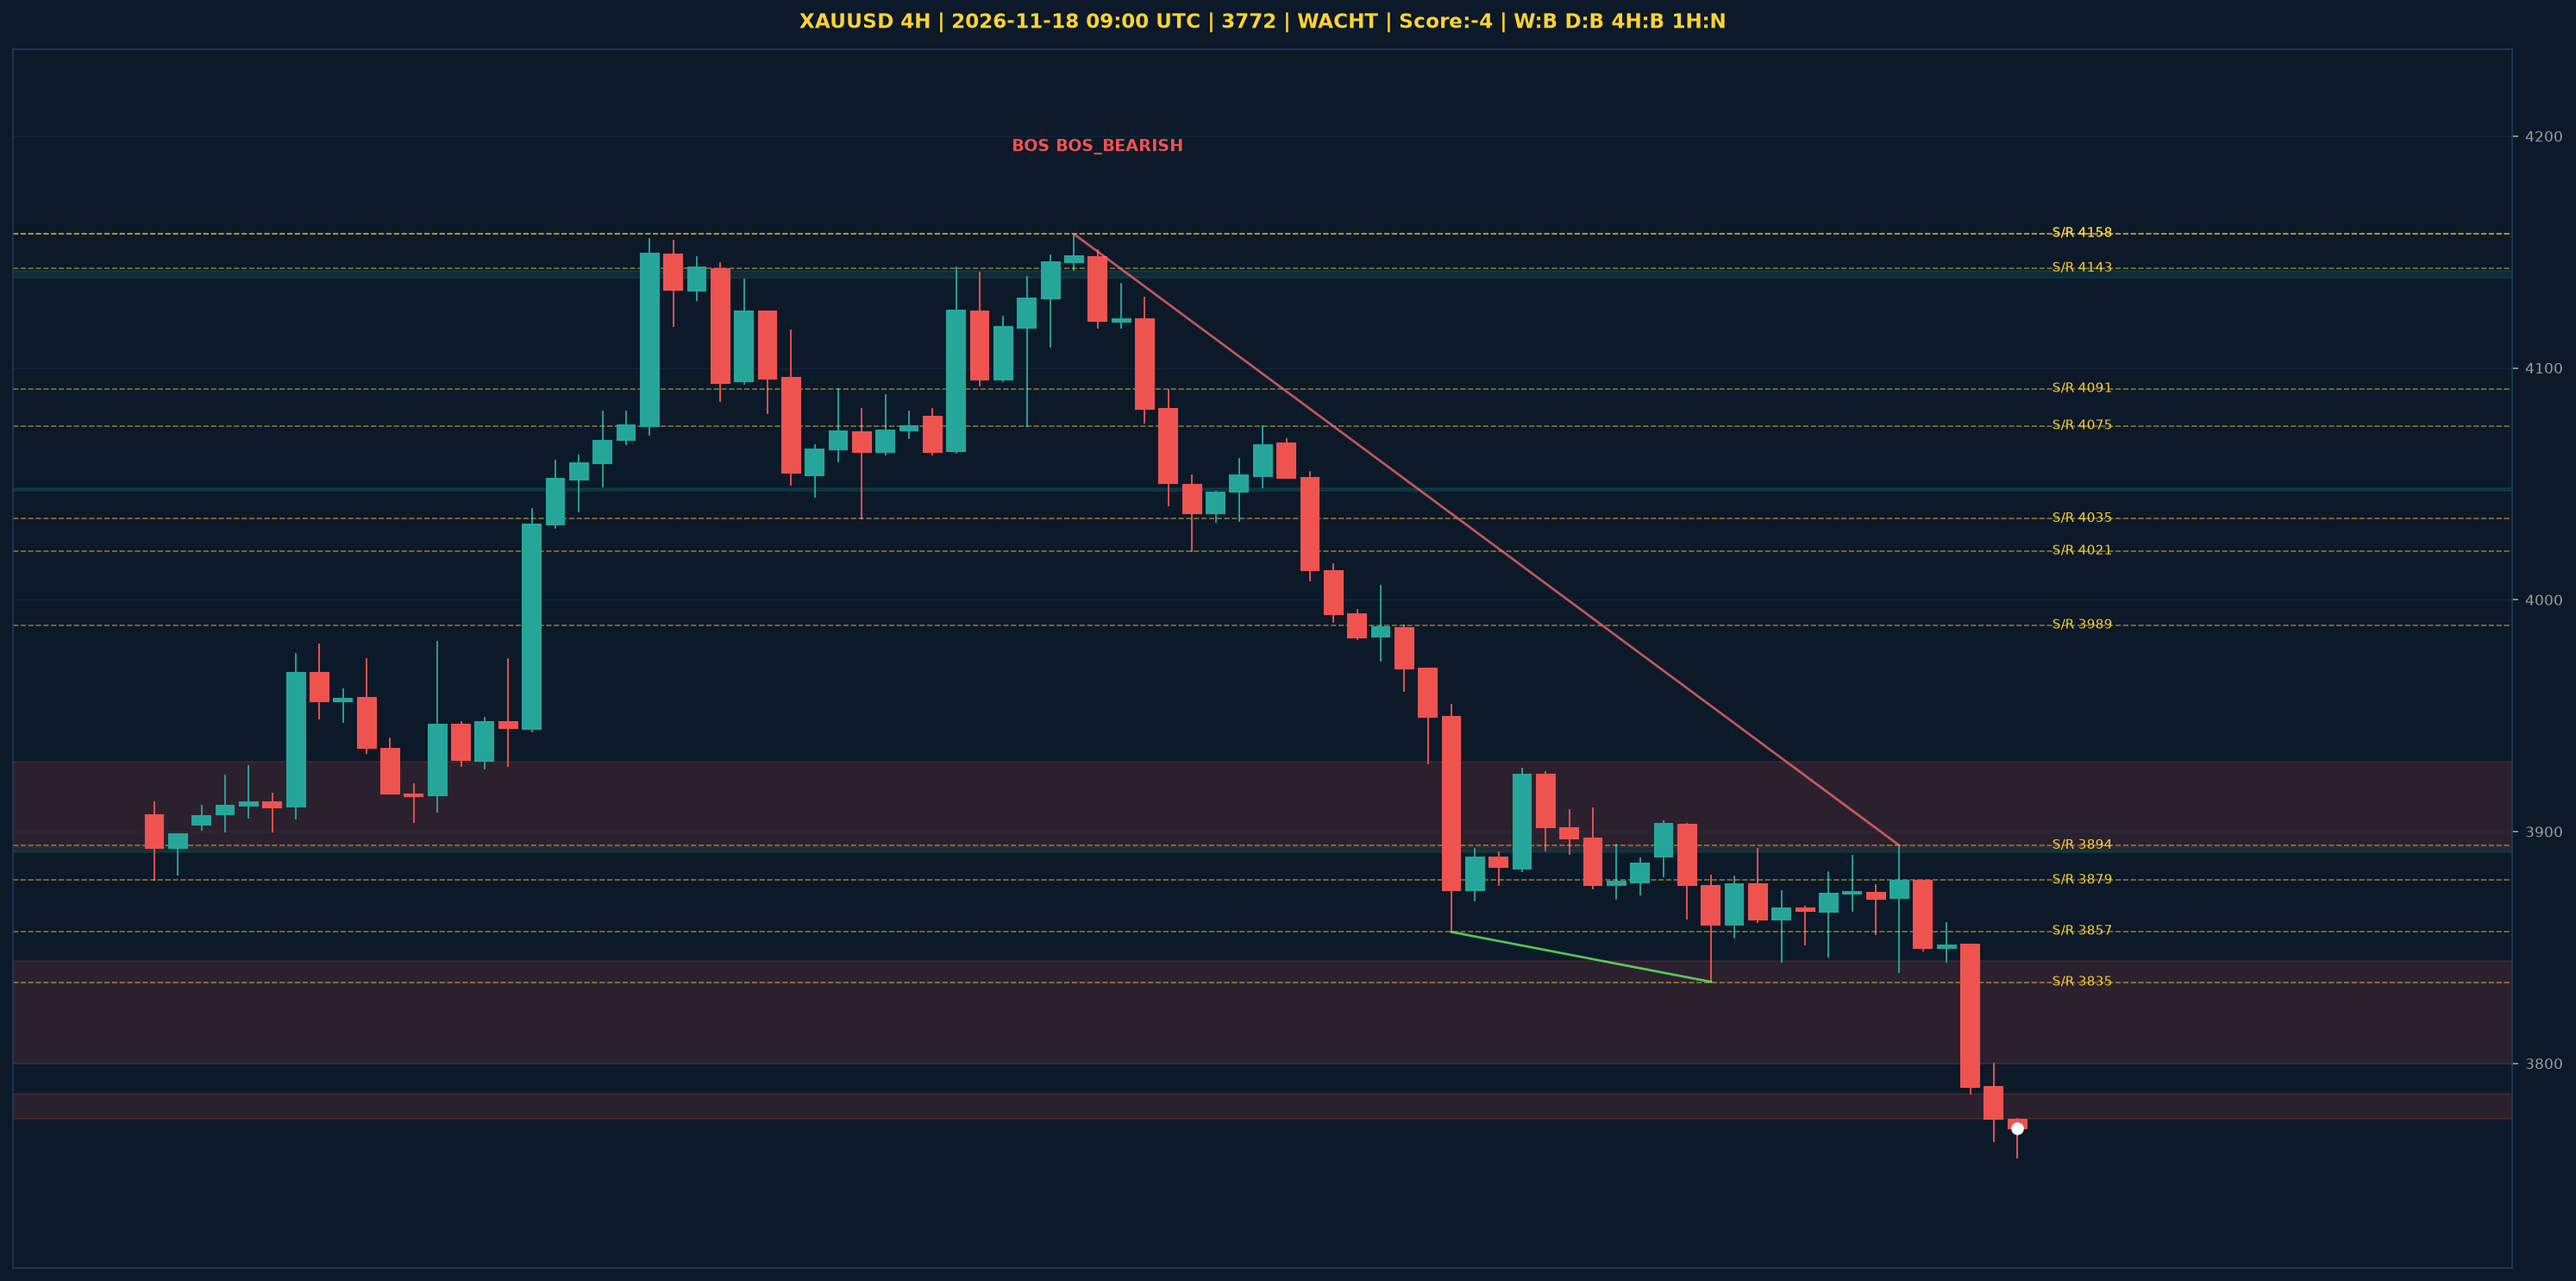 XAUUSD 4H | 2026-11-18 09:00 UTC | 3772 | WACHT | Score:-4 | W:B D:B 4H:B 1H:N
4200
BOS BOS_BEARISH
S/R 4158
S/R 4143
4100
S/R 4091
S/R 4075
S/R 4035
S/R 4021
4000
S/R 3989
3900
S/R 3894
S/R 3879
S/R 3857
S/R 3835
3800